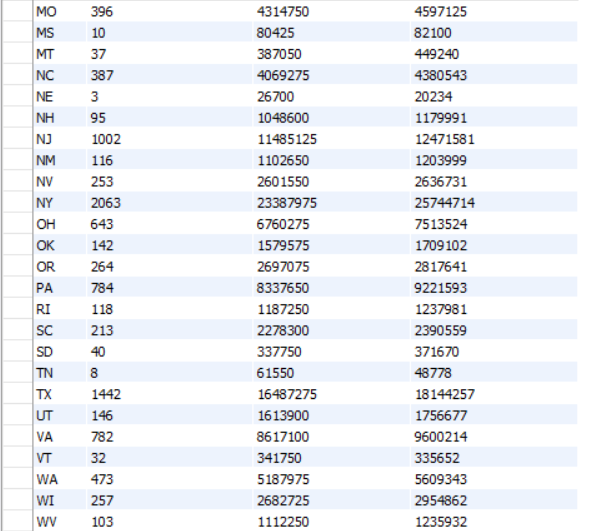 MO 396 4314750 4597125
MS 10 80425 82100
MT 37 387050 449240
NC 387 4069275 4380543
NE 3 26700 20234
NH 95 1048600 1179991
NJ 1002 11485125 12471581
NM 116 1102650 1203999
NV 253 2601550 2636731
NY 2063 23387975 25744714
OH 643 6760275 7513524
OK 142 1579575 1709102
OR 264 2697075 2817641
PA 784 8337650 9221593
RI 118 1187250 1237981
SC 213 2278300 2390559
SD 40 337750 371670
TN 8 61550 48778
TX 1442 16487275 18144257
UT 146 1613900 1756677
VA 782 8617100 9600214
VT 32 341750 335652
WA 473 5187975 5609343
WI 257 2682725 2954862
WV 103 1112250 1235932